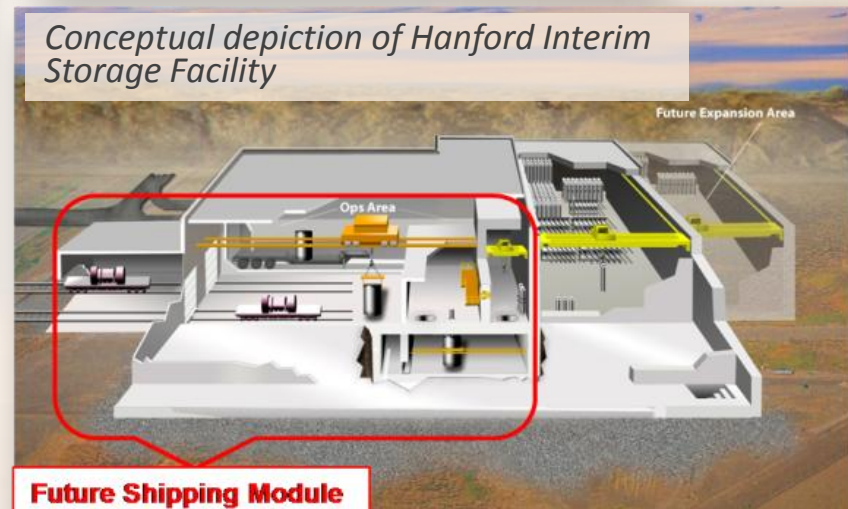 Conceptual depiction of Hanford Interim
Storage Facility
Future Expansion Area
Ops Area
Future Shipping Module